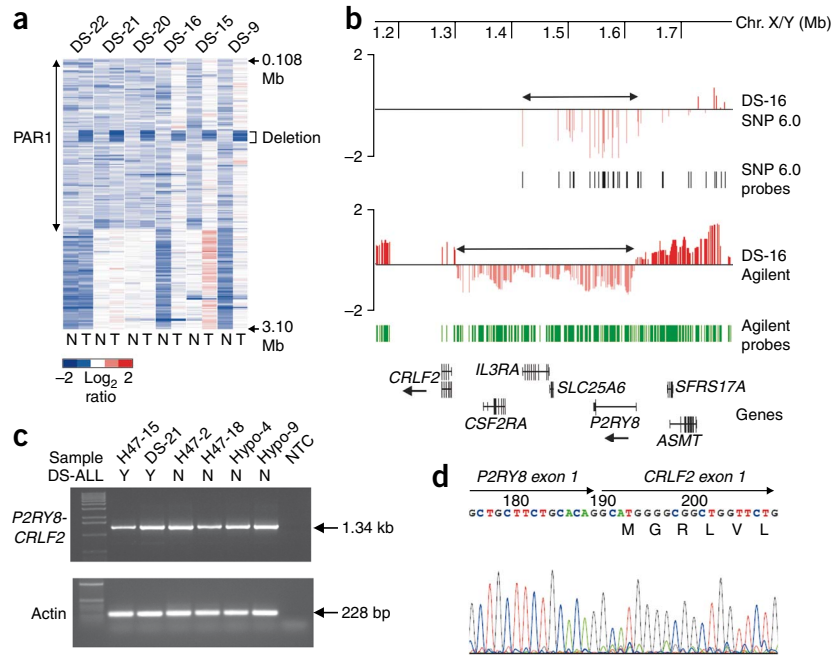 a
DS-22 DS-21 DS-20 DS-16 DS-15 DS-9
0.108 Mb
PAR1
Deletion
N T N T N T N T N T N T
3.10 Mb
–2 Log2 ratio 2
b
1.2 1.3 1.4 1.5 1.6 1.7 Chr. X/Y (Mb)
2
DS-16 SNP 6.0
–2
SNP 6.0 probes
2
DS-16 Agilent
–2
Agilent probes
CRLF2 IL3RA SLC25A6 SFRS17A
CSF2RA P2RY8 ASMT
Genes
c
Sample H47-15 DS-21 H47-2 H47-18 Hypo-4 Hypo-9 NTC
DS-ALL Y Y N N N N
P2RY8-CRLF2
1.34 kb
Actin
228 bp
d
P2RY8 exon 1 CRLF2 exon 1
180 190 200
GCTGCTTCTGCACAGGCATGGGGCGGCTGGTTCTG
M G R L V L